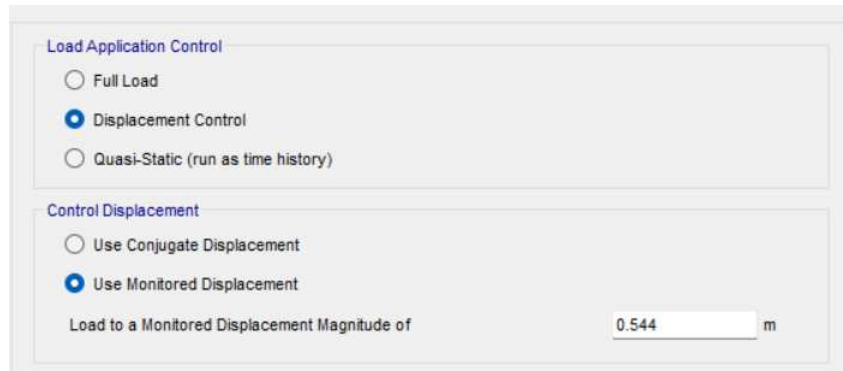 Load Application Control
Full Load
Displacement Control
Quasi-Static (run as time history)
Control Displacement
Use Conjugate Displacement
Use Monitored Displacement
Load to a Monitored Displacement Magnitude of 0.544 m